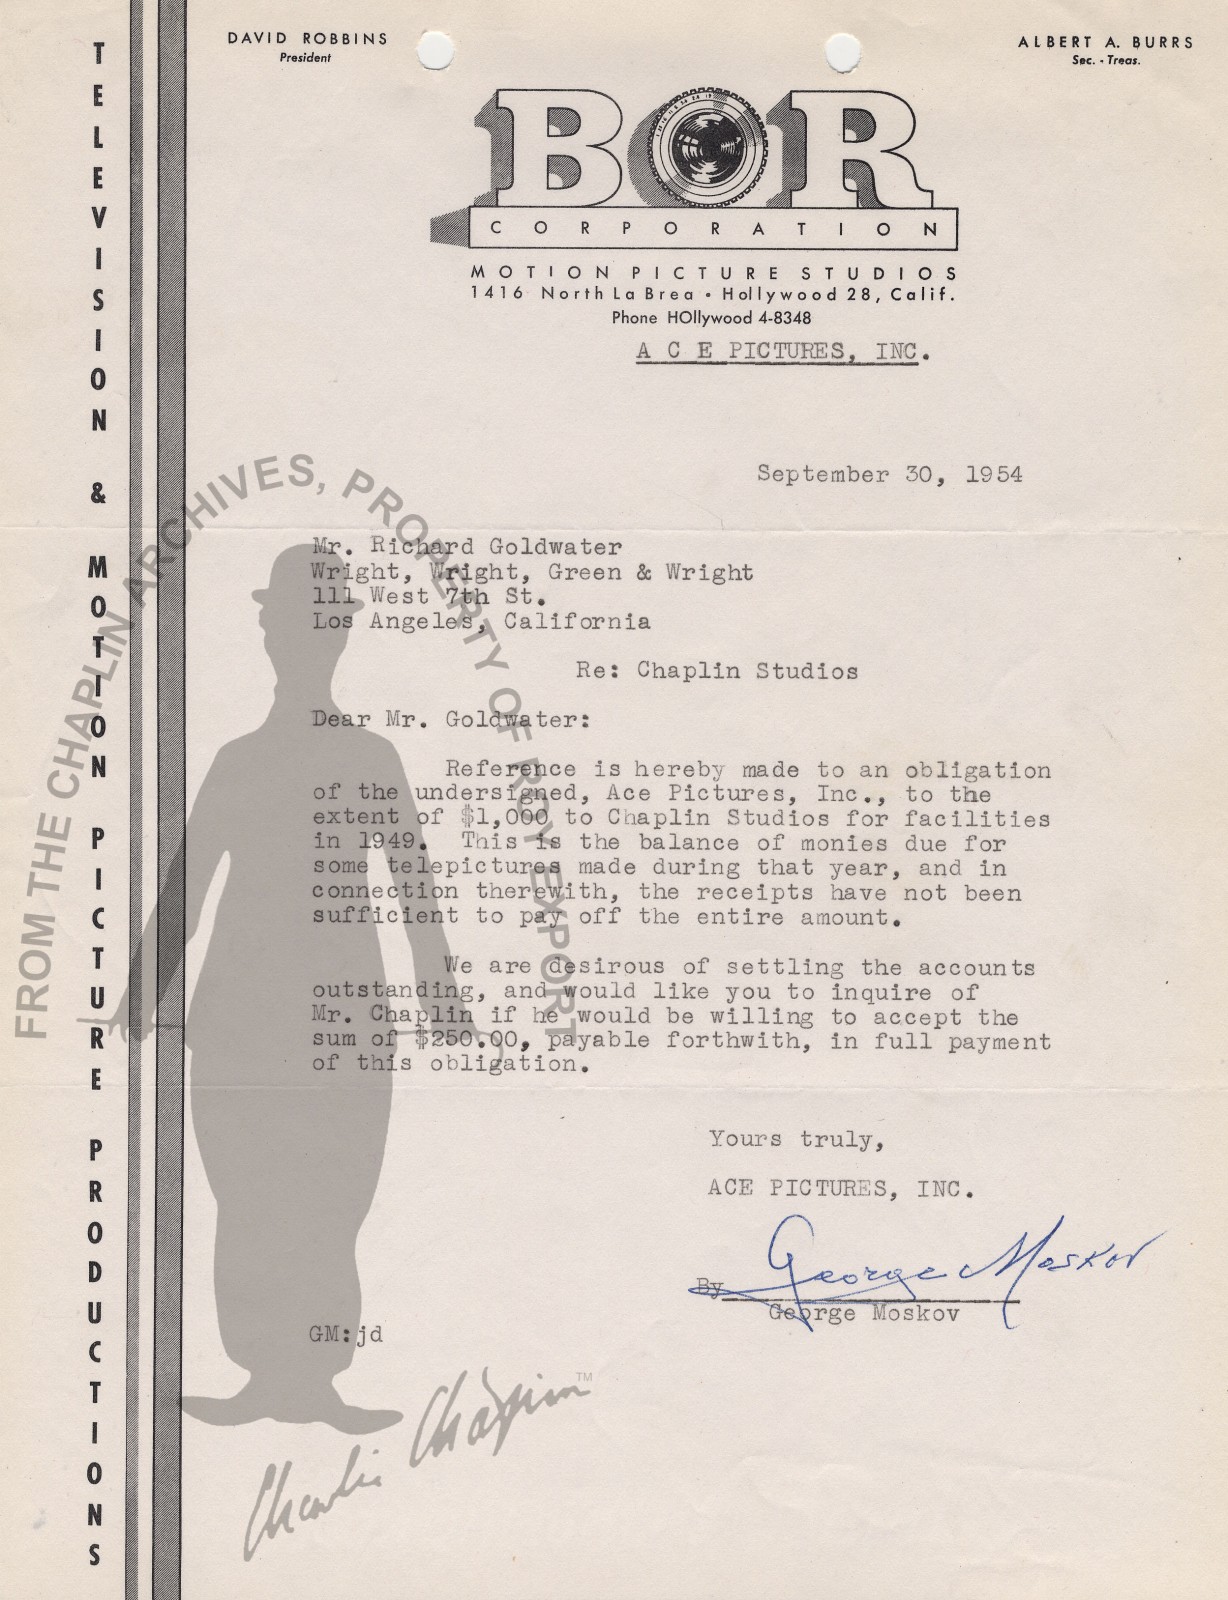 DAVID ROBBINS
President
ALBERT A. BURRS
Sec. - Treas.
BOR
CORPORATION
MOTION PICTURE STUDIOS
1416 North La Brea • Hollywood 28, Calif.
Phone HOllywood 4-8348
A C E PICTURES, INC.
TELEVISION & MOTION PICTURE PRODUCTIONS
September 30, 1954
Mr. Richard Goldwater
Wright, Wright, Green & Wright
111 West 7th St.
Los Angeles, California
Re: Chaplin Studios
Dear Mr. Goldwater:
Reference is hereby made to an obligation
of the undersigned, Ace Pictures, Inc., to the
extent of $1,000 to Chaplin Studios for facilities
in 1949. This is the balance of monies due for
some telepictures made during that year, and in
connection therewith, the receipts have not been
sufficient to pay off the entire amount.
We are desirous of settling the accounts
outstanding, and would like you to inquire of
Mr. Chaplin if he would be willing to accept the
sum of $250.00, payable forthwith, in full payment
of this obligation.
Yours truly,
ACE PICTURES, INC.
By George Moskov
George Moskov
GM:jd
FROM THE CHAPLIN ARCHIVES, PROPERTY OF ROY EXPORT
Charlie Chaplin™